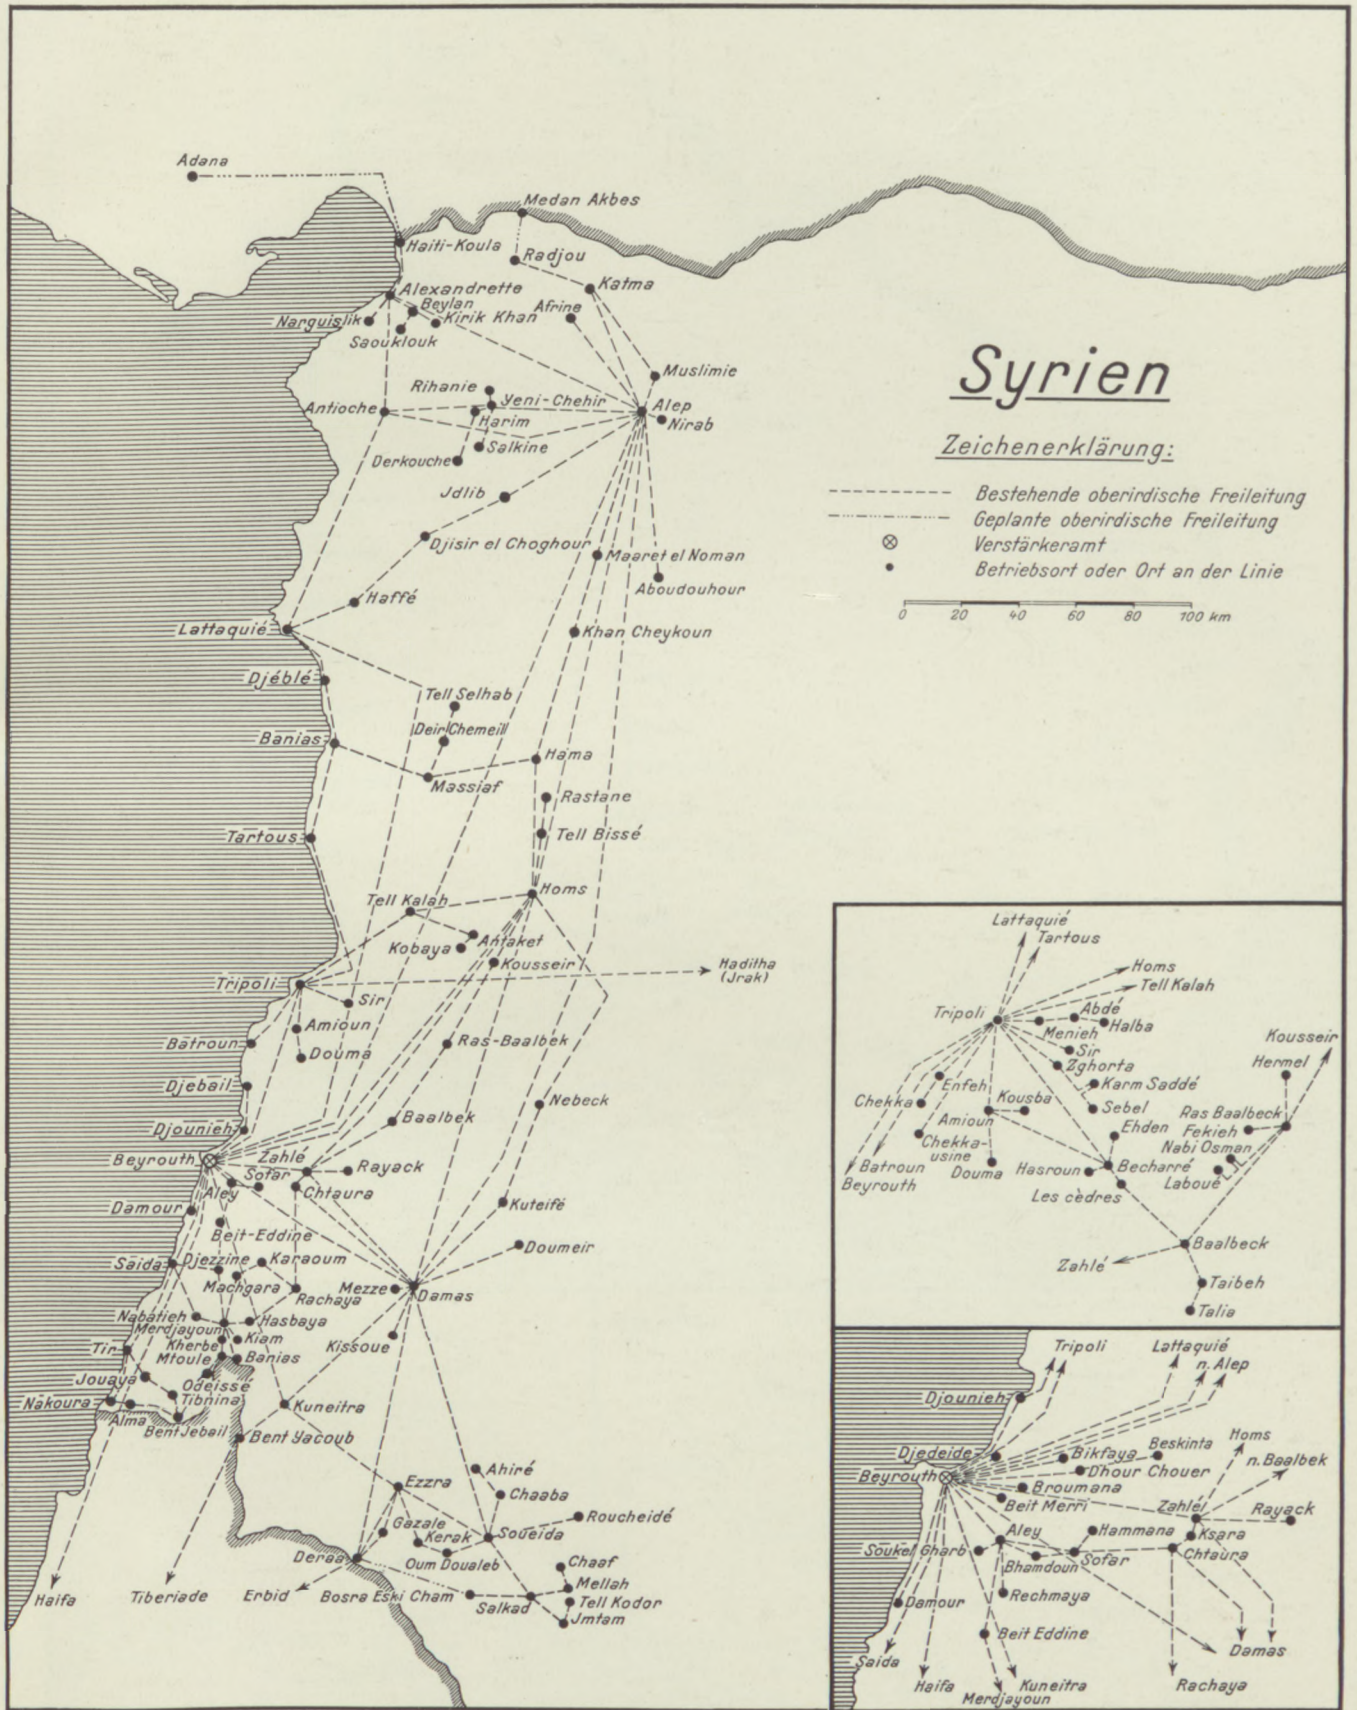 Adana
Medan Akbes
Haiti-Koula
Radjou
Alexandrette
Katma
Beylan
Afrine
Narguislik
Kirik Khan
Saouklouk
Muslimie
Rihanie
Yeni-Chehir
Antioche
Alep
Harim
Nirab
Salkine
Derkouche
Jdlib
Djisir el Choghour
Maaret el Noman
Aboudouhour
Haffé
Lattaquié
Khan Cheykoun
Djéblé
Tell Selhab
Deir Chemeil
Banias
Hama
Massiaf
Rastane
Tartous
Tell Bissé
Homs
Tell Kalah
Antaket
Kobaya
Kousseir
Haditha
(Jrak)
Tripoli
Sir
Amioun
Batroun
Ras-Baalbek
Douma
Djebail
Nebeck
Baalbek
Djounieh
Beyrouth
Zahlé
Rayack
Sofar
Aley
Chtaura
Damour
Kuteifé
Beit-Eddine
Doumeir
Saida
Djezzine
Karaoum
Machgara
Mezze
Damas
Rachaya
Nabatieh
Merdjayoun
Hasbaya
Kherbe
Kiam
Kissoue
Tir
Mtoule
Banias
Jouaya
Odeissé
Tibnina
Nakoura
Kuneitra
Alma
Bent Jebail
Bent Yacoub
Ahiré
Ezzra
Chaaba
Roucheidé
Gazale
Kerak
Soueida
Deraa
Oum Doualeb
Chaaf
Mellah
Haifa
Tiberiade
Erbid
Bosra Eski Cham
Salkad
Tell Kodor
Jmtam
Syrien
Zeichenerklärung:
Bestehende oberirdische Freileitung
Geplante oberirdische Freileitung
Verstärkeramt
Betriebsort oder Ort an der Linie
0 20 40 60 80 100 km
Lattaquié
Tartous
Homs
Tell Kalah
Tripoli
Abdé
Menieh
Halba
Kousseir
Sir
Zghorta
Hermel
Enfeh
Karm Saddé
Chekka
Kousba
Sebel
Ras Baalbeck
Amioun
Ehden
Fekieh
Chekka-
usine
Nabi Osman
Batroun
Douma
Hasroun
Becharré
Laboué
Beyrouth
Les cèdres
Baalbeck
Zahlé
Taibeh
Talia
Tripoli
Lattaquié
n. Alep
Djounieh
Homs
Djedeide
Bikfaya
Beskinta
n. Baalbek
Beyrouth
D'hour Chouer
Broumana
Beit Merri
Zahlé
Rayack
Aley
Hammana
Ksara
Soukel Gharb
Bhamdoun
Sofar
Chtaura
Damour
Rechmaya
Beit Eddine
Damas
Saida
Haifa
Kuneitra
Rachaya
Merdjayoun